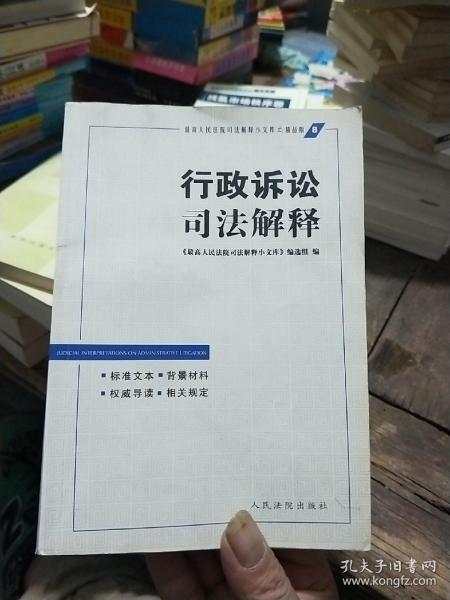 最高人民法院司法解释小文库
8
行政诉讼
司法解释
《最高人民法院司法解释小文库》编选组 编
JUDICIAL INTERPRETATIONS ON ADMINISTRATIVE LITIGATION
▪ 标准文本 ▪ 背景材料
▪ 权威导读 ▪ 相关规定
人民法院出版社
孔夫子旧书网
www.kongfz.com